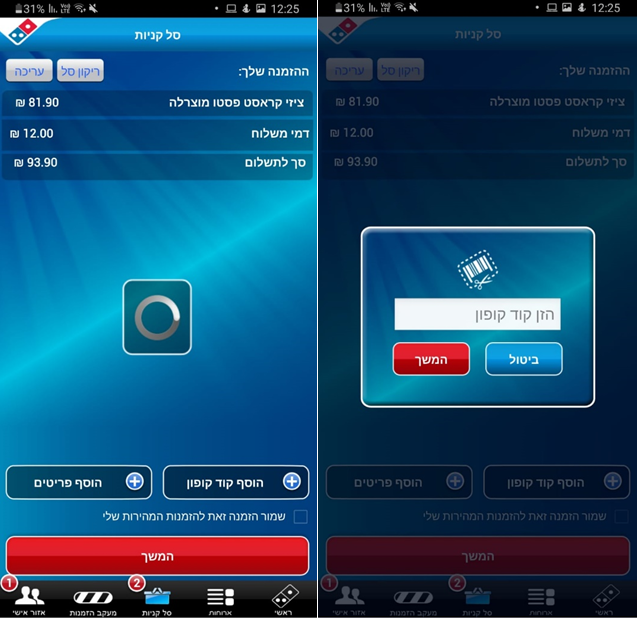 31% 12:25
סל קניות
ההזמנה שלך: ריקון סל עריכה
ציזי קראסט פסטו מוצרלה 81.90 ₪
דמי משלוח 12.00 ₪
סך לתשלום 93.90 ₪
הוסף קוד קופון הוסף פריטים
שמור הזמנה זאת להזמנות המהירות שלי
המשך
2 1
ראשי ארוחות סל קניות מעקב הזמנות אזור אישי
31% 12:25
סל קניות
ההזמנה שלך: ריקון סל עריכה
ציזי קראסט פסטו מוצרלה 81.90 ₪
דמי משלוח 12.00 ₪
סך לתשלום 93.90 ₪
הזן קוד קופון
ביטול המשך
הוסף קוד קופון הוסף פריטים
שמור הזמנה זאת להזמנות המהירות שלי
המשך
2 1
ראשי ארוחות סל קניות מעקב הזמנות אזור אישי